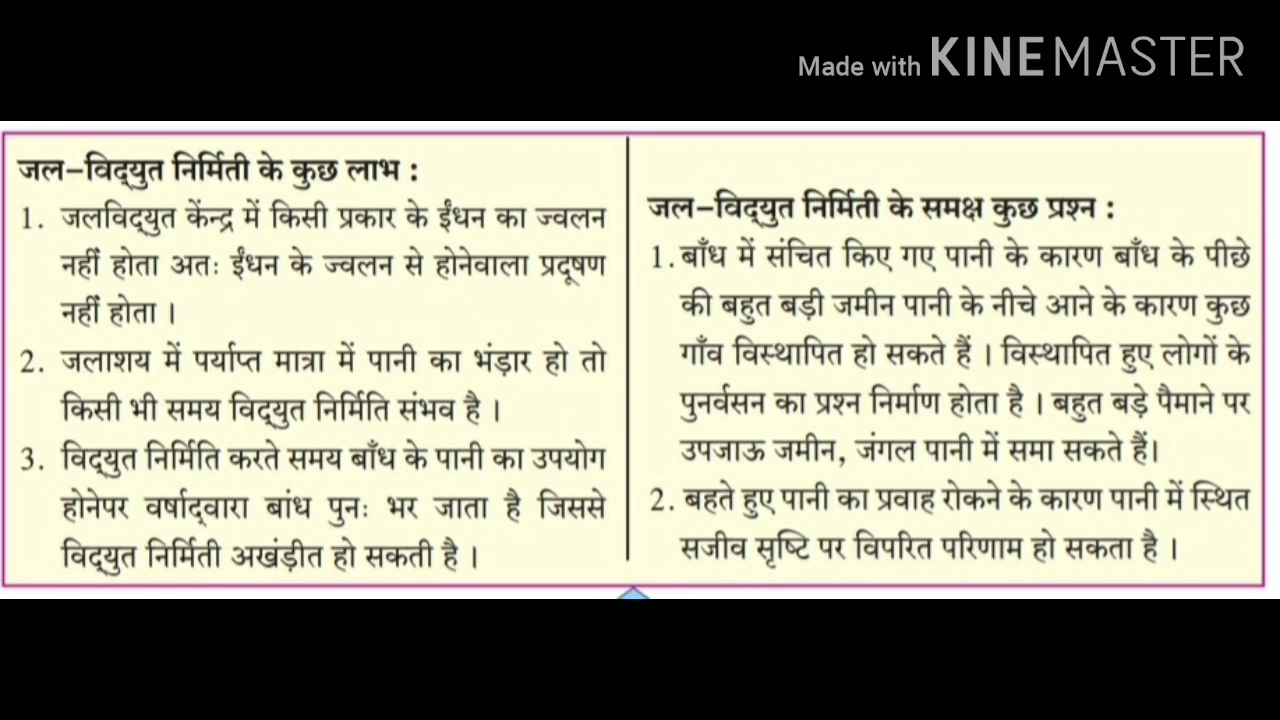 Made with KINEMASTER
जल-विद्युत निर्मिती के कुछ लाभ :
1. जलविद्युत केंन्द्र में किसी प्रकार के ईंधन का ज्वलन
नहीं होता अतः ईंधन के ज्वलन से होनेवाला प्रदूषण
नहीं होता ।
2. जलाशय में पर्याप्त मात्रा में पानी का भंड़ार हो तो
किसी भी समय विद्युत निर्मिति संभव है ।
3. विद्युत निर्मिति करते समय बाँध के पानी का उपयोग
होनेपर वर्षाद्वारा बांध पुनः भर जाता है जिससे
विद्युत निर्मिती अखंड़ीत हो सकती है ।
जल-विद्युत निर्मिती के समक्ष कुछ प्रश्न :
1. बाँध में संचित किए गए पानी के कारण बाँध के पीछे
की बहुत बड़ी जमीन पानी के नीचे आने के कारण कुछ
गाँव विस्थापित हो सकते हैं । विस्थापित हुए लोगों के
पुनर्वसन का प्रश्न निर्माण होता है । बहुत बड़े पैमाने पर
उपजाऊ जमीन, जंगल पानी में समा सकते हैं।
2. बहते हुए पानी का प्रवाह रोकने के कारण पानी में स्थित
सजीव सृष्टि पर विपरित परिणाम हो सकता है ।